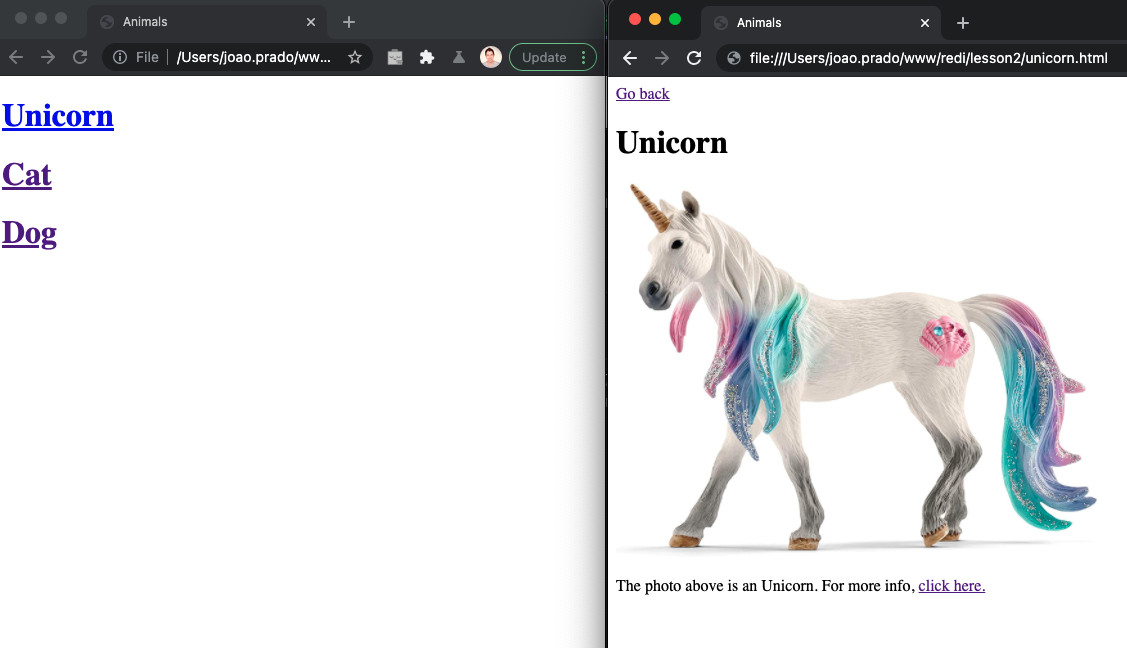 Animals
File
/Users/joao.prado/ww...
Update
Unicorn
Cat
Dog
Animals
file:///Users/joao.prado/www/redi/lesson2/unicorn.html
Go back
Unicorn
The photo above is an Unicorn. For more info, click here.